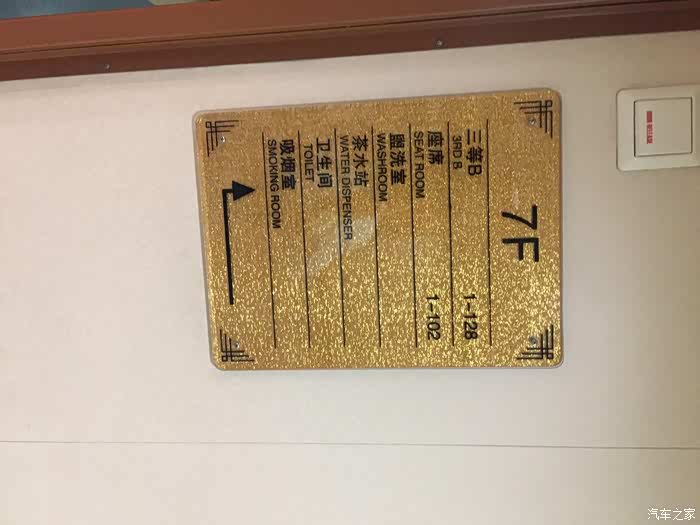 7F
三等B 1-128
3RD B
座席 1-102
SEAT ROOM
盥洗室
WASHROOM
茶水站
WATER DISPENSER
卫生间
TOILET
吸烟室
SMOKING ROOM
汽车之家